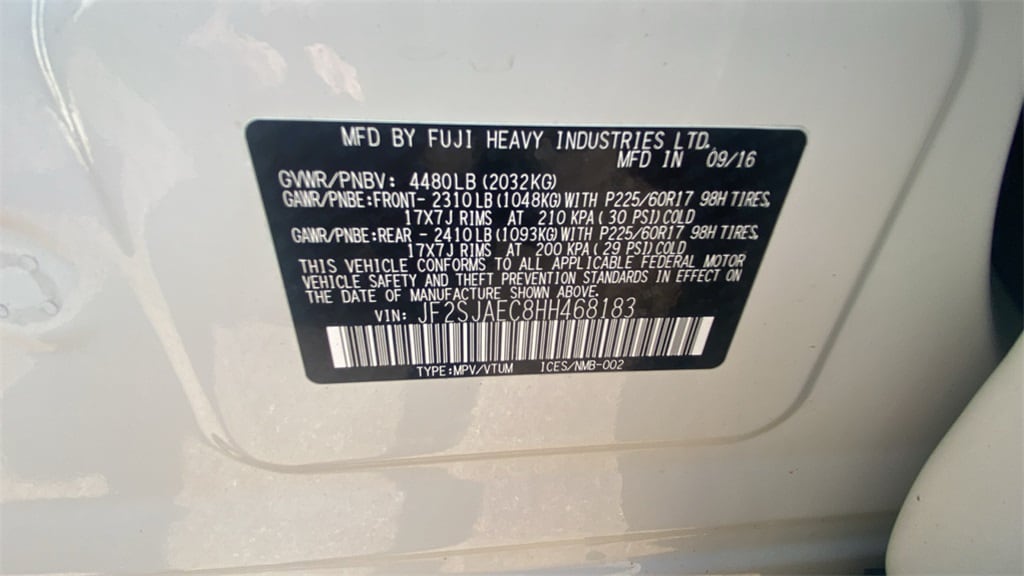 MFD BY FUJI HEAVY INDUSTRIES LTD.
MFD IN 09/16
GVWR/PNBV: 4480LB (2032KG)
GAWR/PNBE:FRONT- 2310LB(1048KG)WITH P225/60R17 98H TIRES,
17X7J RIMS AT 210 KPA( 30 PSI)COLD
GAWR/PNBE:REAR - 2410LB(1093KG)WITH P225/60R17 98H TIRES,
17X7J RIMS AT 200 KPA( 29 PSI)COLD
THIS VEHICLE CONFORMS TO ALL APPLICABLE FEDERAL MOTOR
VEHICLE SAFETY AND THEFT PREVENTION STANDARDS IN EFFECT ON
THE DATE OF MANUFACTURE SHOWN ABOVE.
VIN: JF2SJAEC8HH468183
TYPE:MPV/VTUM ICES/NMB-002